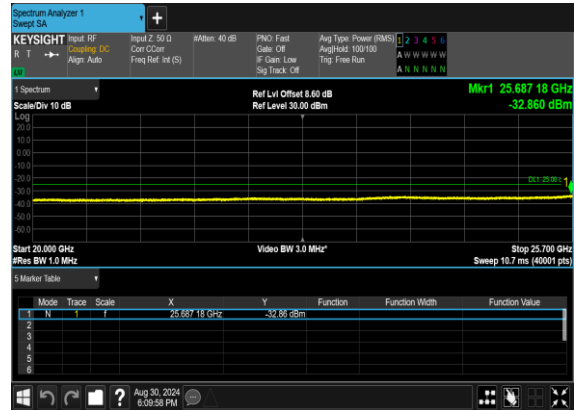 Spectrum Analyzer 1
Swept SA
+
KEYSIGHT Input: RF Input Z: 50 Ω #Atten: 40 dB PNO: Fast Avg Type: Power (RMS) 1 2 3 4 5 6
R T Coupling: DC Corr CCorr Gate: Off Avg|Hold: 100/100 A W W W W W
Align: Auto Freq Ref: Int (S) IF Gain: Low Trig: Free Run
Sig Track: Off A N N N N N
1 Spectrum Ref Lvl Offset 8.60 dB Mkr1 25.687 18 GHz
Scale/Div 10 dB Ref Level 30.00 dBm -32.860 dBm
Log
20.0
10.0
0.00
-10.0
-20.0
DL1 -25.00 1
-30.0
-40.0
-50.0
-60.0
Start 20.000 GHz Video BW 3.0 MHz* Stop 25.700 GHz
#Res BW 1.0 MHz Sweep 10.7 ms (40001 pts)
5 Marker Table
Mode Trace Scale X Y Function Function Width Function Value
1 N 1 f 25.687 18 GHz -32.86 dBm
2
3
4
5
6
? Aug 30, 2024
6:09:58 PM